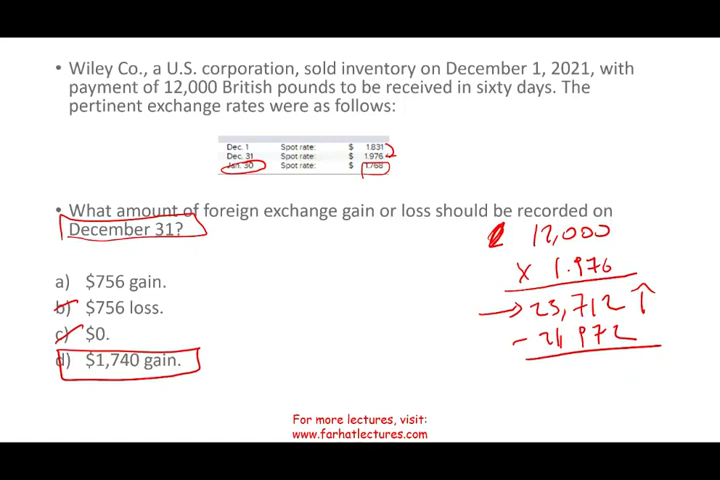 • Wiley Co., a U.S. corporation, sold inventory on December 1, 2021, with
payment of 12,000 British pounds to be received in sixty days. The
pertinent exchange rates were as follows:
Dec. 1 Spot rate: $ 1.831
Dec. 31 Spot rate: $ 1.976
Jan. 30 Spot rate: $ 1.768
• What amount of foreign exchange gain or loss should be recorded on
December 31?
12,000
x 1.976
23,712
- 21,972
a) $756 gain.
b) $756 loss.
c) $0.
d) $1,740 gain.
For more lectures, visit:
www.farhatlectures.com